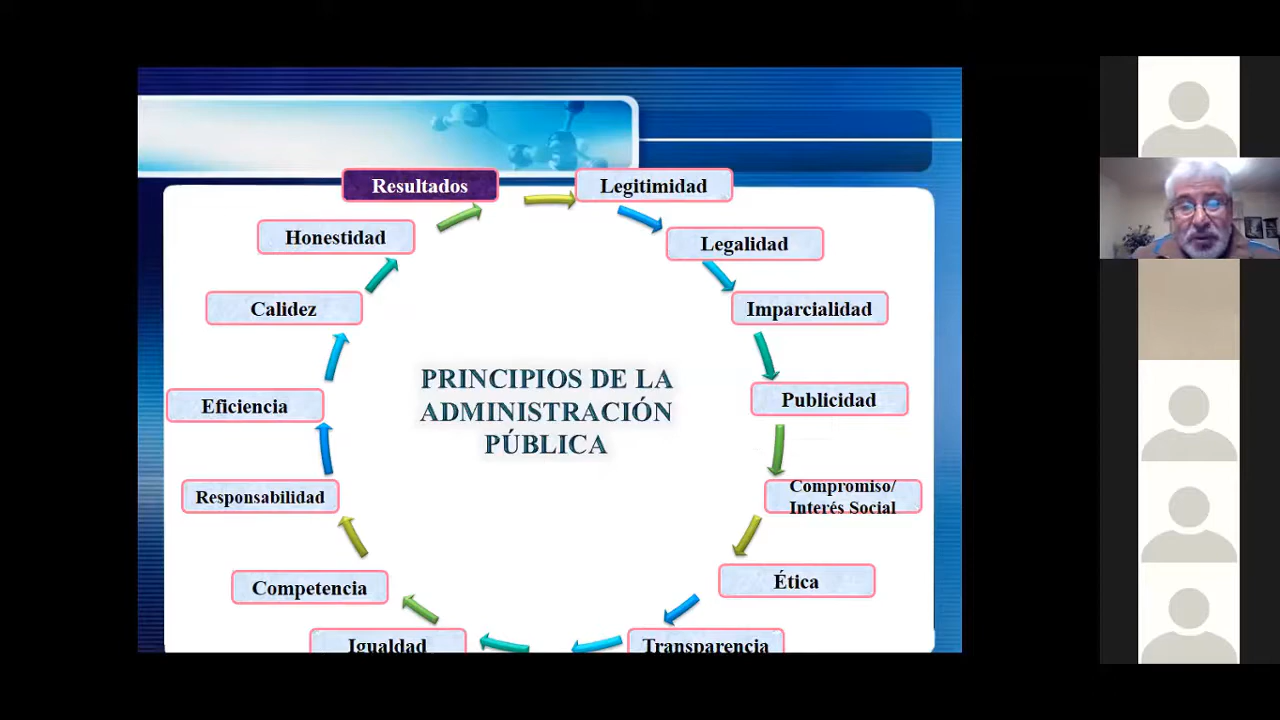 Resultados
Legitimidad
Honestidad
Legalidad
Calidez
Imparcialidad
PRINCIPIOS DE LA
ADMINISTRACIÓN
PÚBLICA
Eficiencia
Publicidad
Responsabilidad
Compromiso/
Interés Social
Competencia
Ética
Igualdad
Transparencia